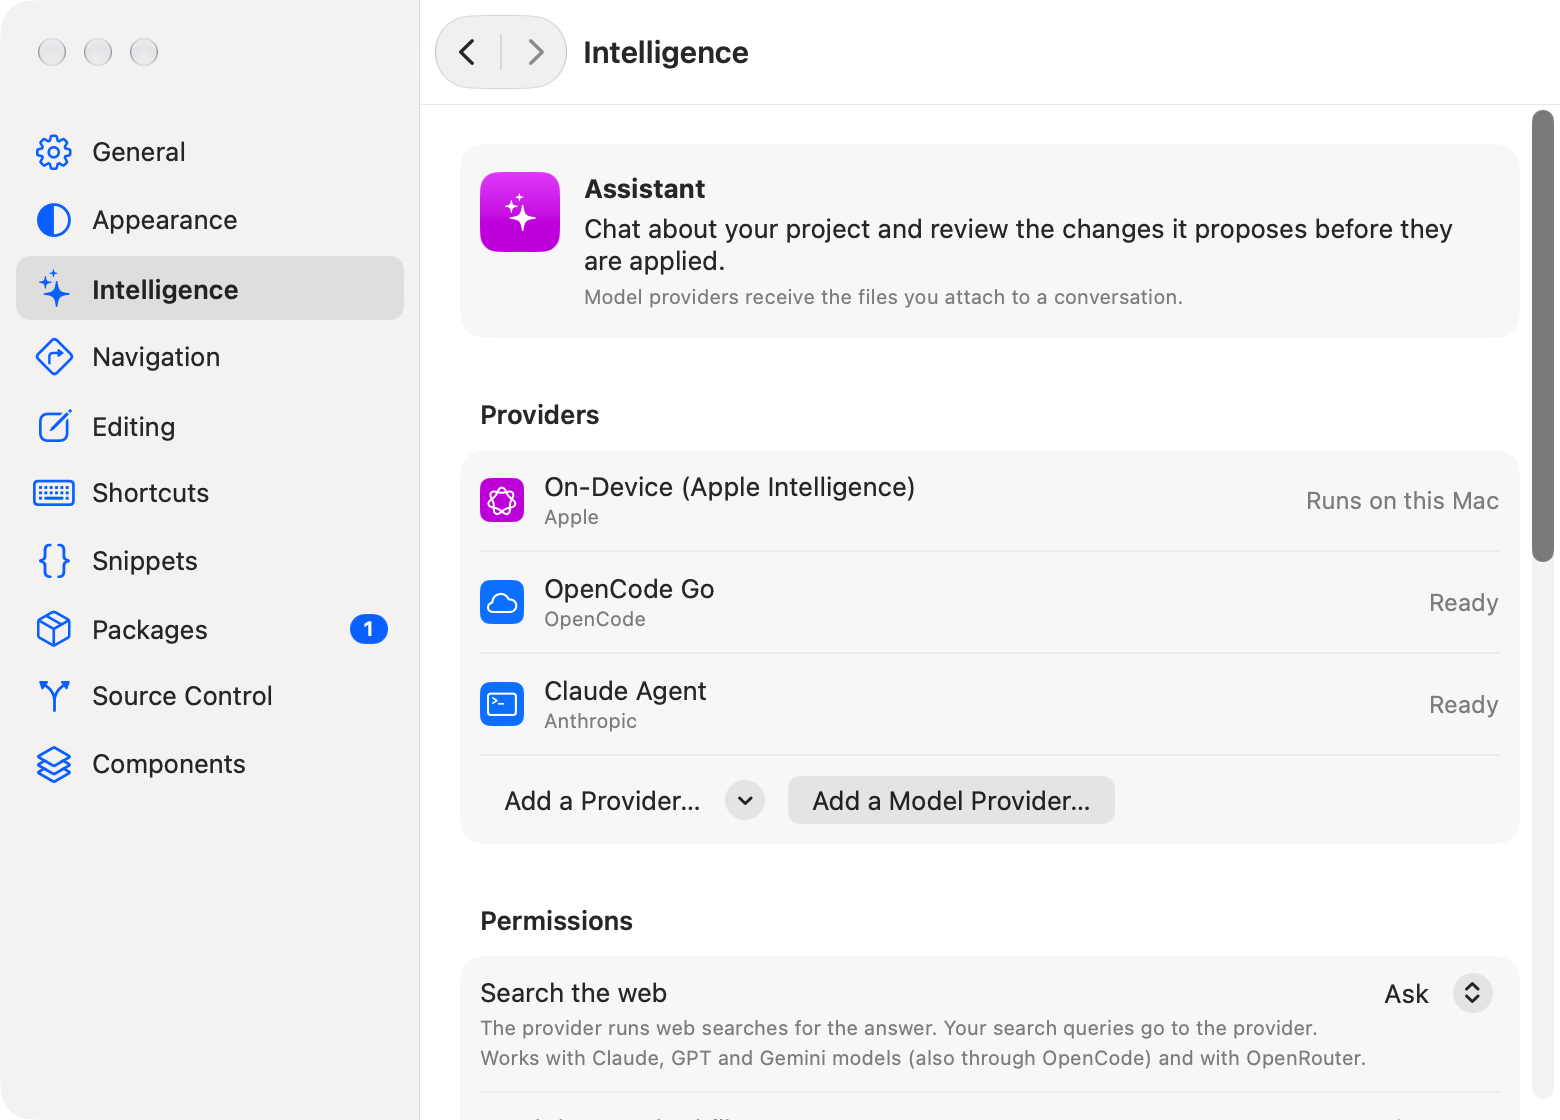 Intelligence
General
Appearance
Intelligence
Navigation
Editing
Shortcuts
Snippets
Packages
1
Source Control
Components
Assistant
Chat about your project and review the changes it proposes before they
are applied.
Model providers receive the files you attach to a conversation.
Providers
On-Device (Apple Intelligence)
Apple
Runs on this Mac
OpenCode Go
OpenCode
Ready
Claude Agent
Anthropic
Ready
Add a Provider...
Add a Model Provider...
Permissions
Search the web
Ask
The provider runs web searches for the answer. Your search queries go to the provider.
Works with Claude, GPT and Gemini models (also through OpenCode) and with OpenRouter.